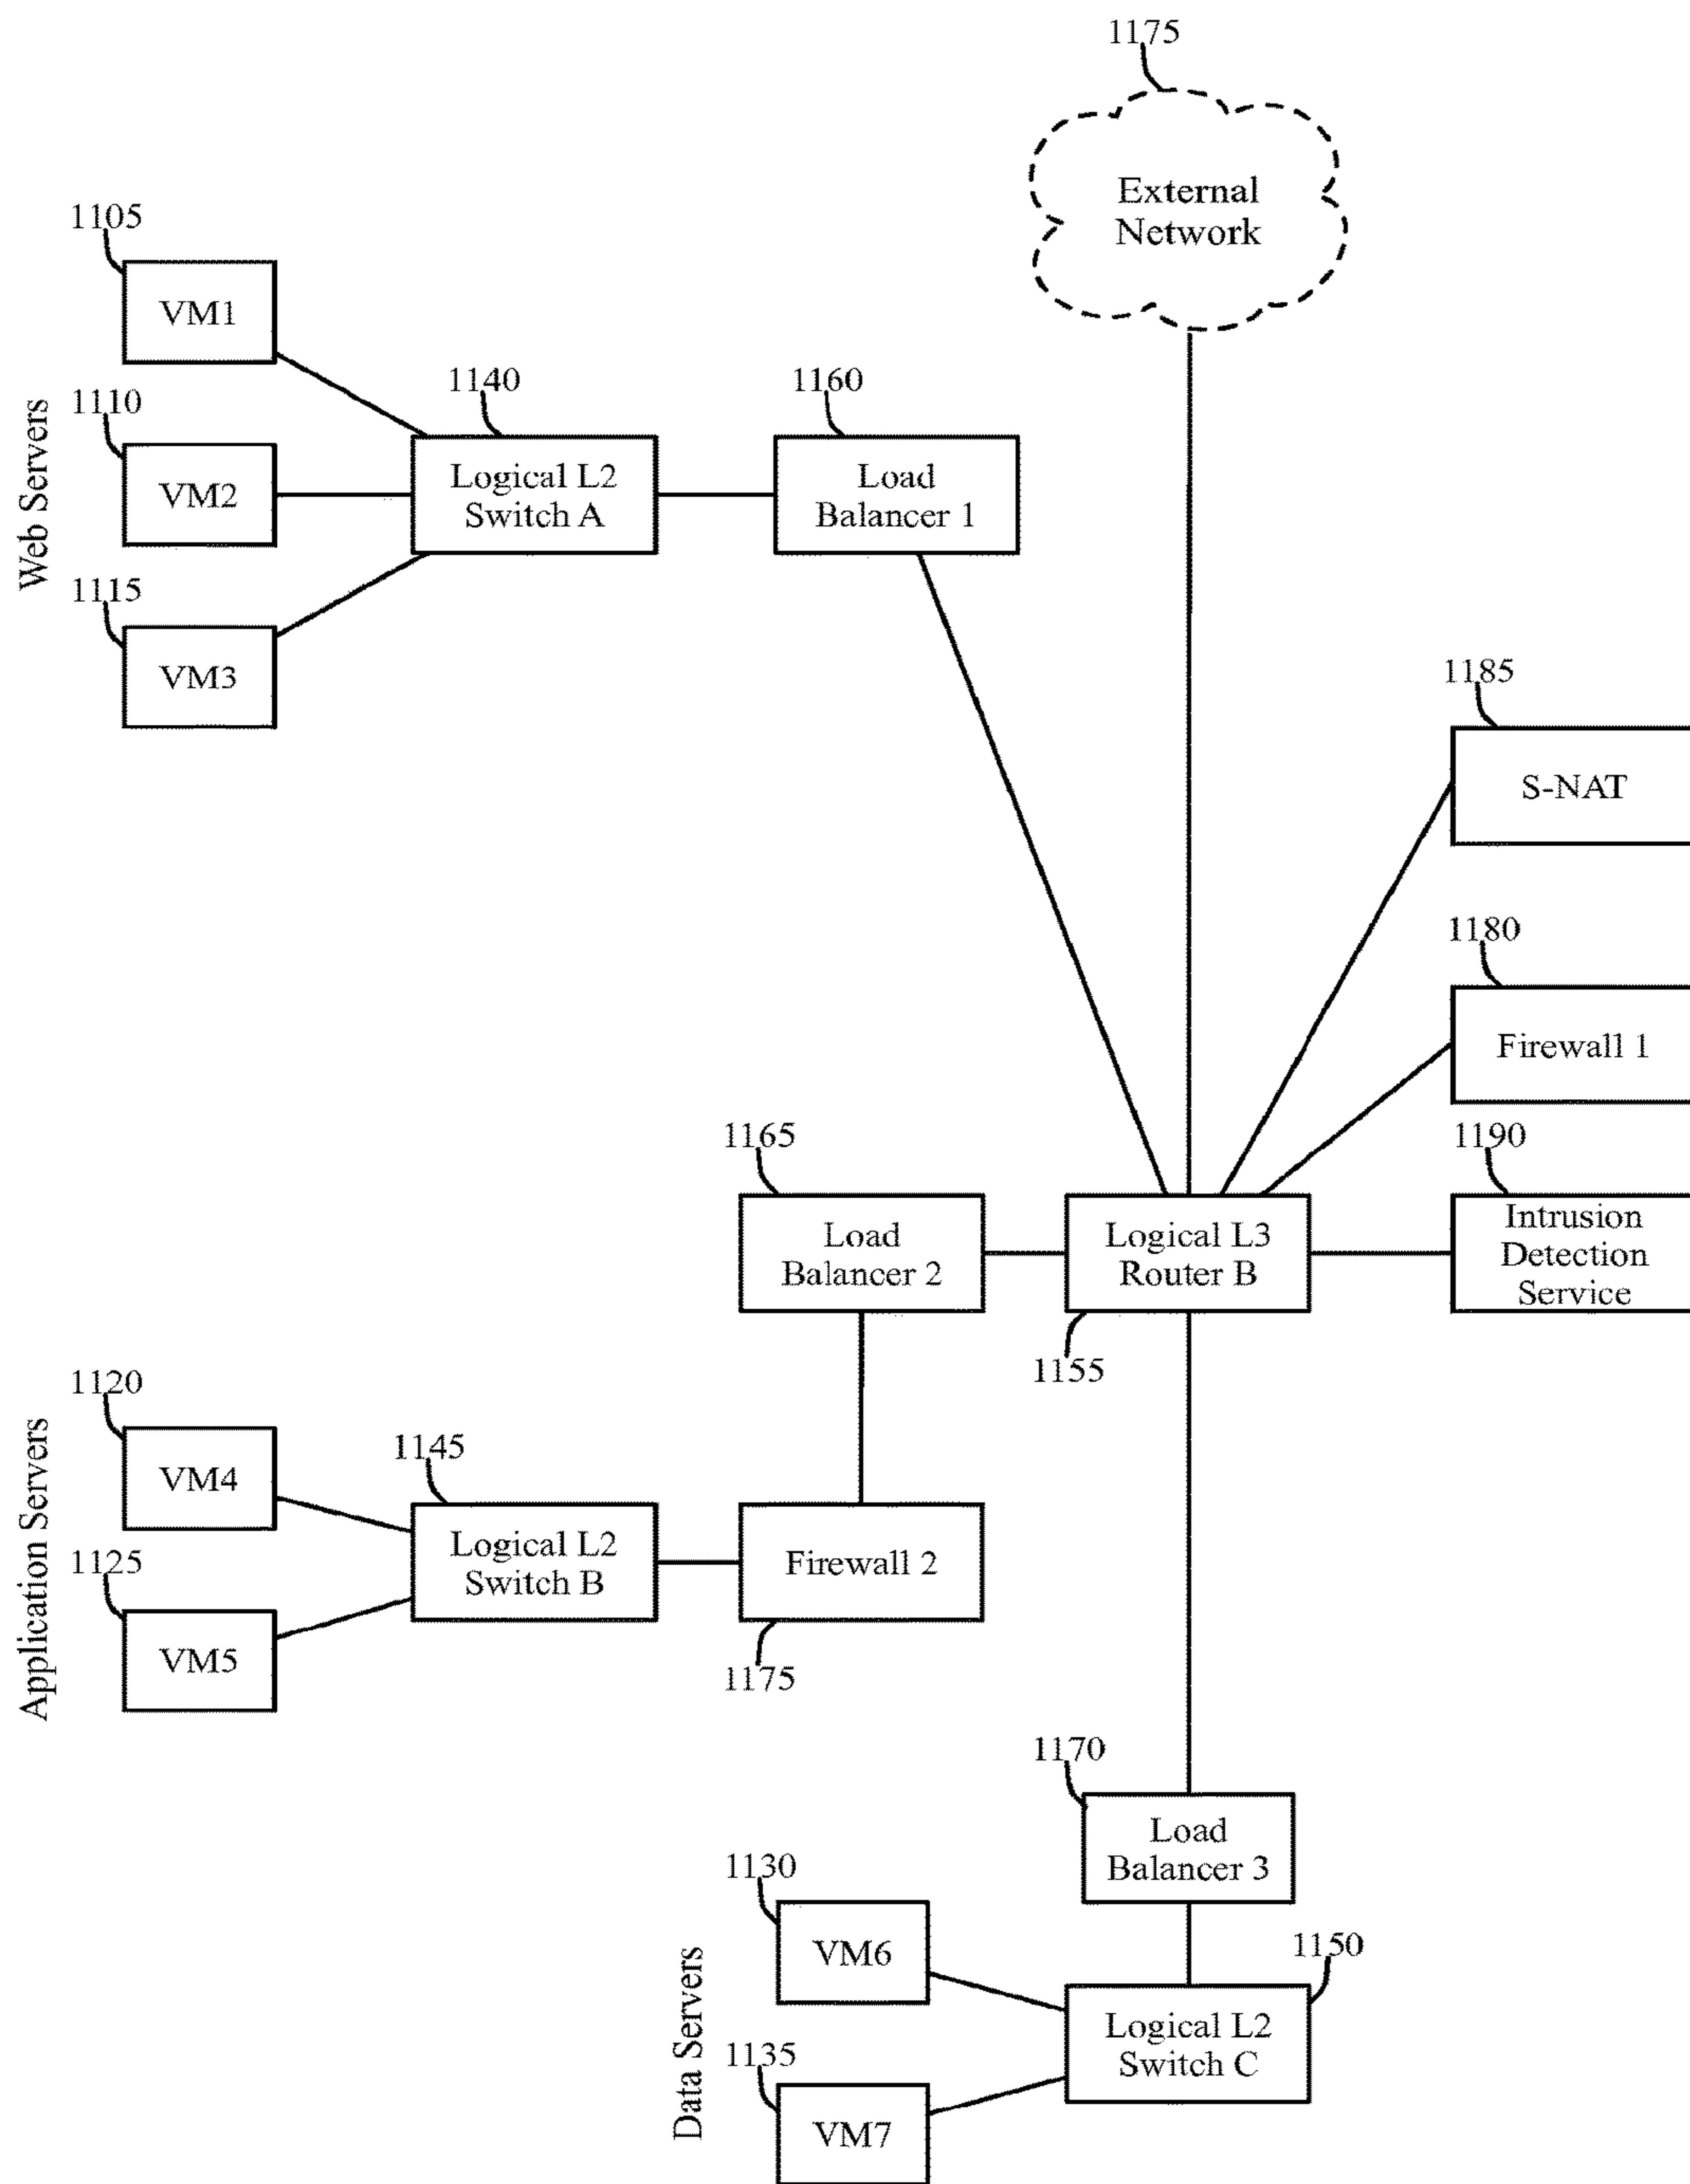 1175
External
Network
1105
VM1
1140
1160
1110
Web Servers
VM2
Logical L2
Switch A
Load
Balancer 1
1115
VM3
1185
S-NAT
1180
Firewall 1
1165
1190
Load
Balancer 2
Logical L3
Router B
Intrusion
Detection
Service
1155
1120
Application Servers
VM4
1145
1125
Logical L2
Switch B
Firewall 2
VM5
1175
1170
Load
Balancer 3
1130
Data Servers
VM6
1150
Logical L2
Switch C
1135
VM7